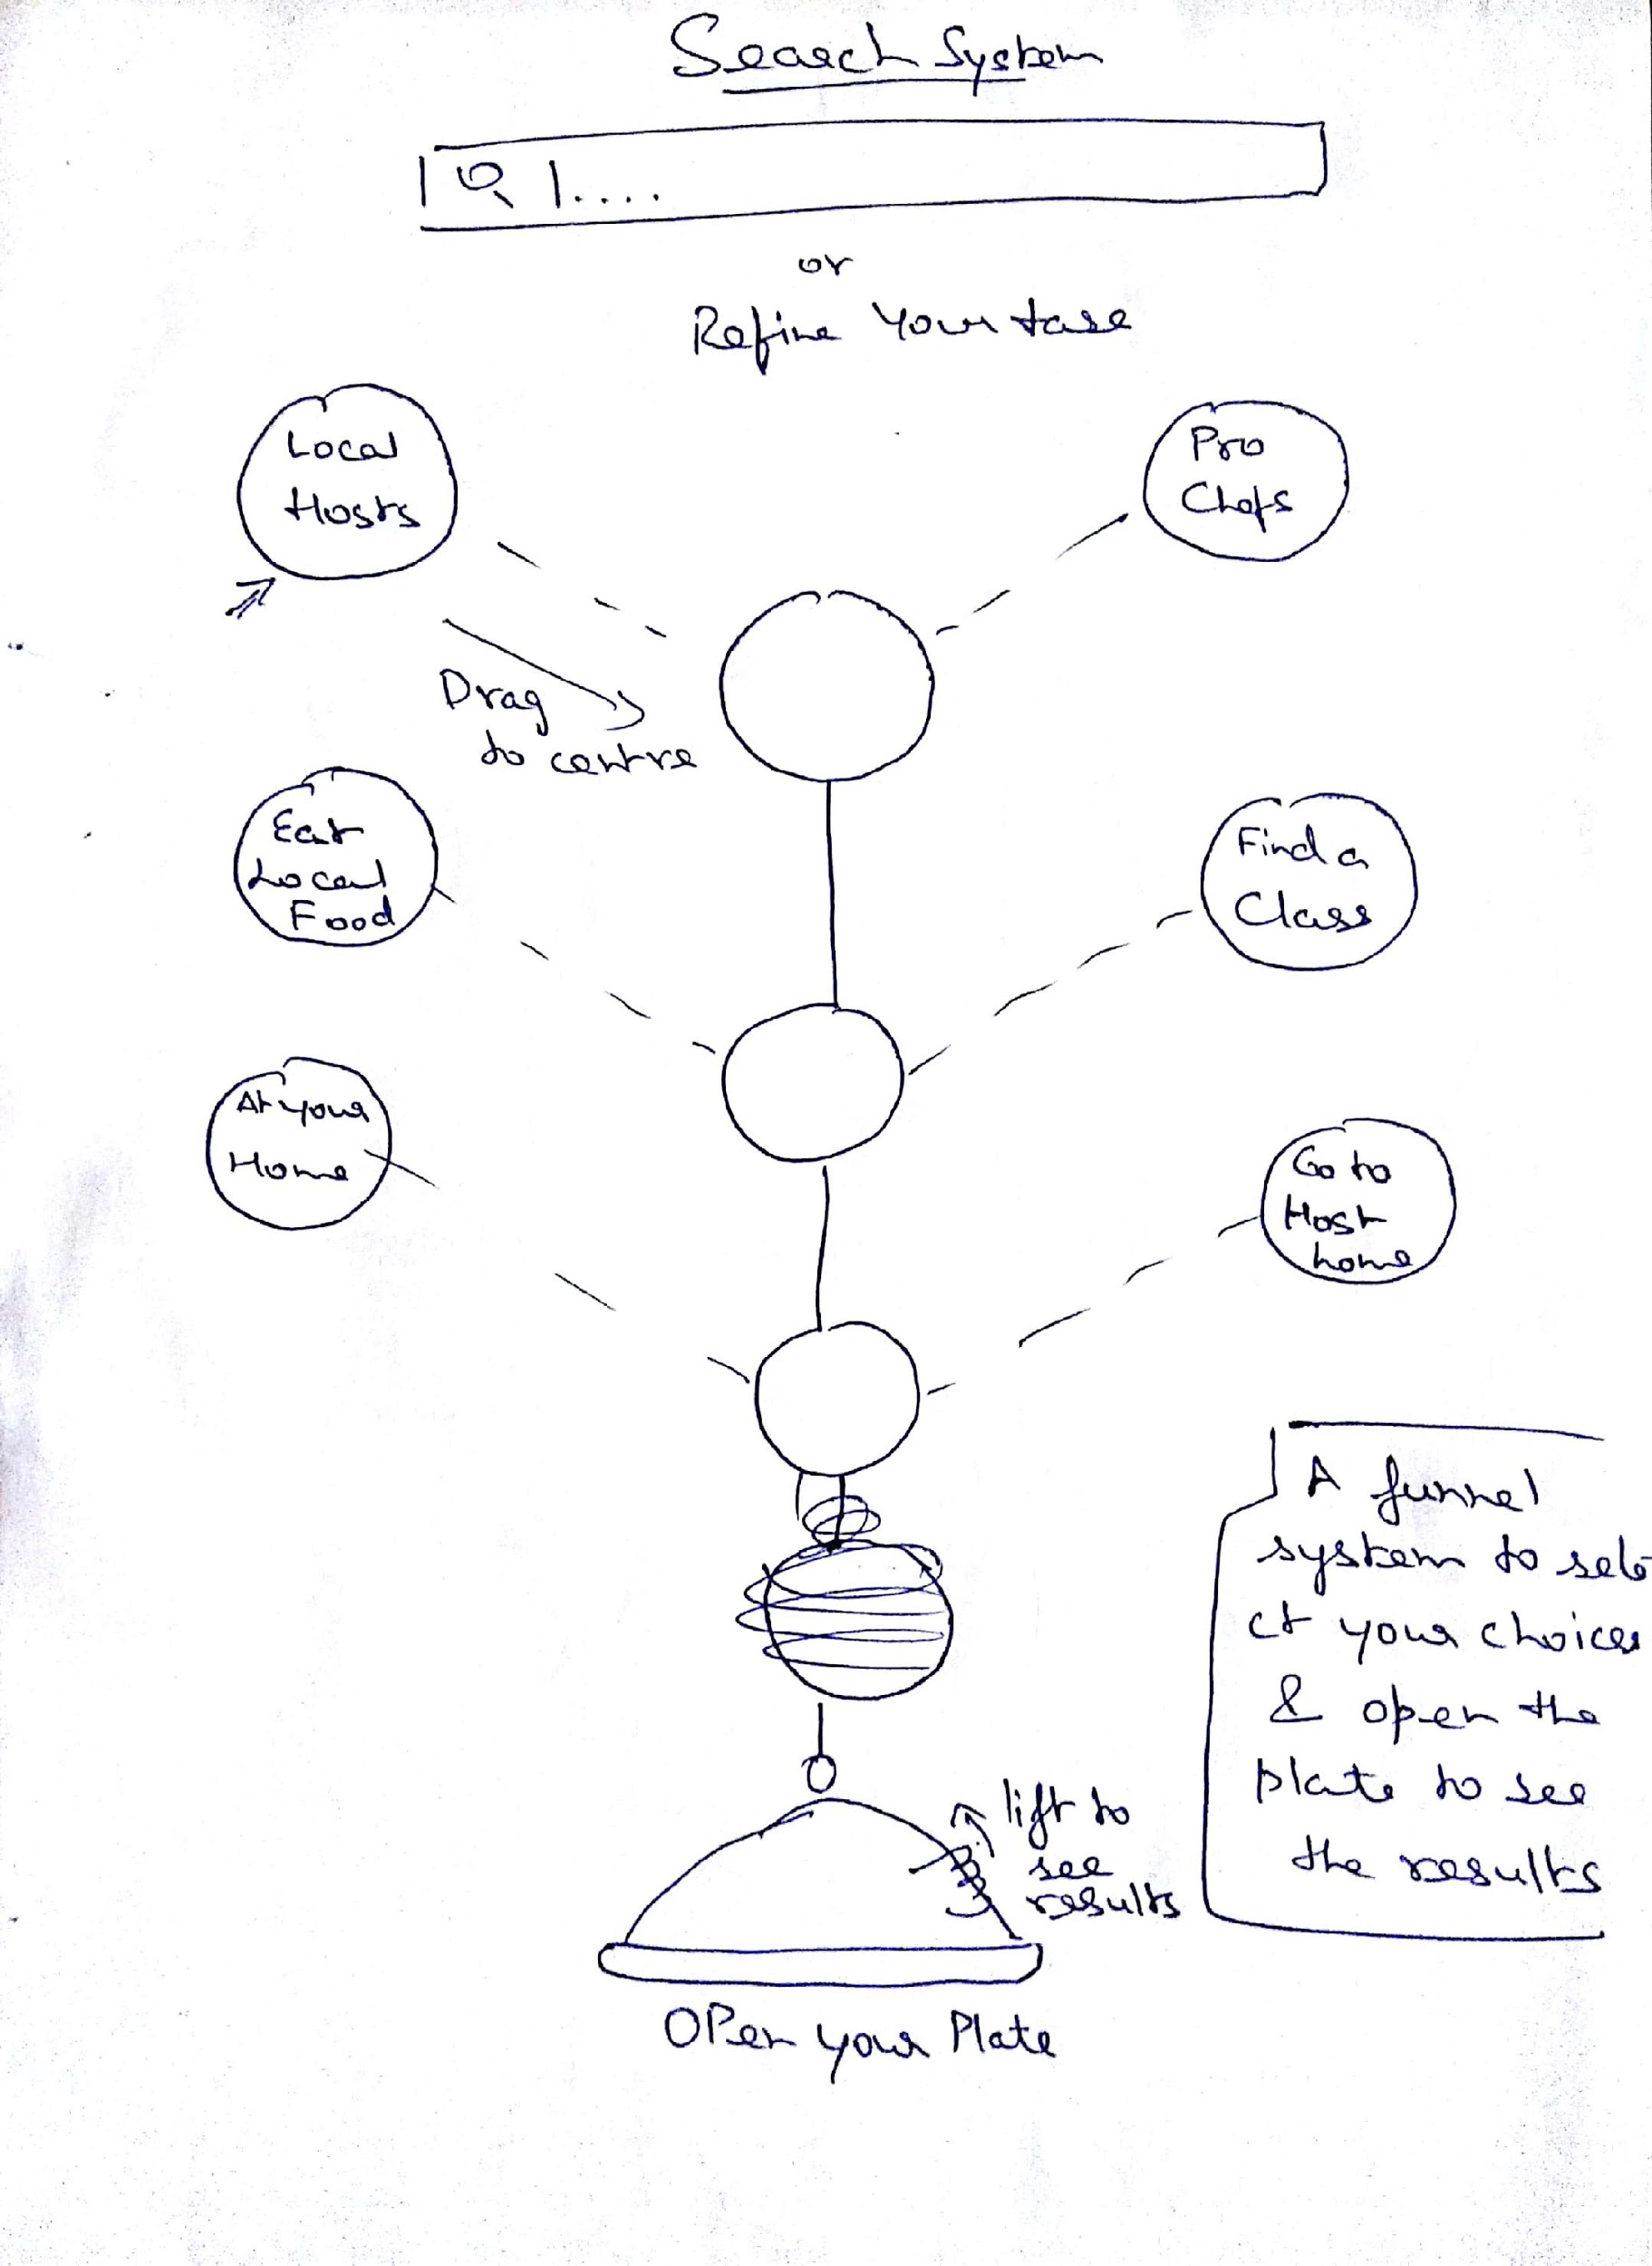 Search System
or
Refine Your tase
Local
Hosts
Pro
Chefs
Drag
to centre
Eat
Local
Food
Find a
Class
At your
Home
Go to
Host
home
A funnel
system to sele
ct your choices
& open the
plate to see
the results
lift to
see
results
OPen your Plate